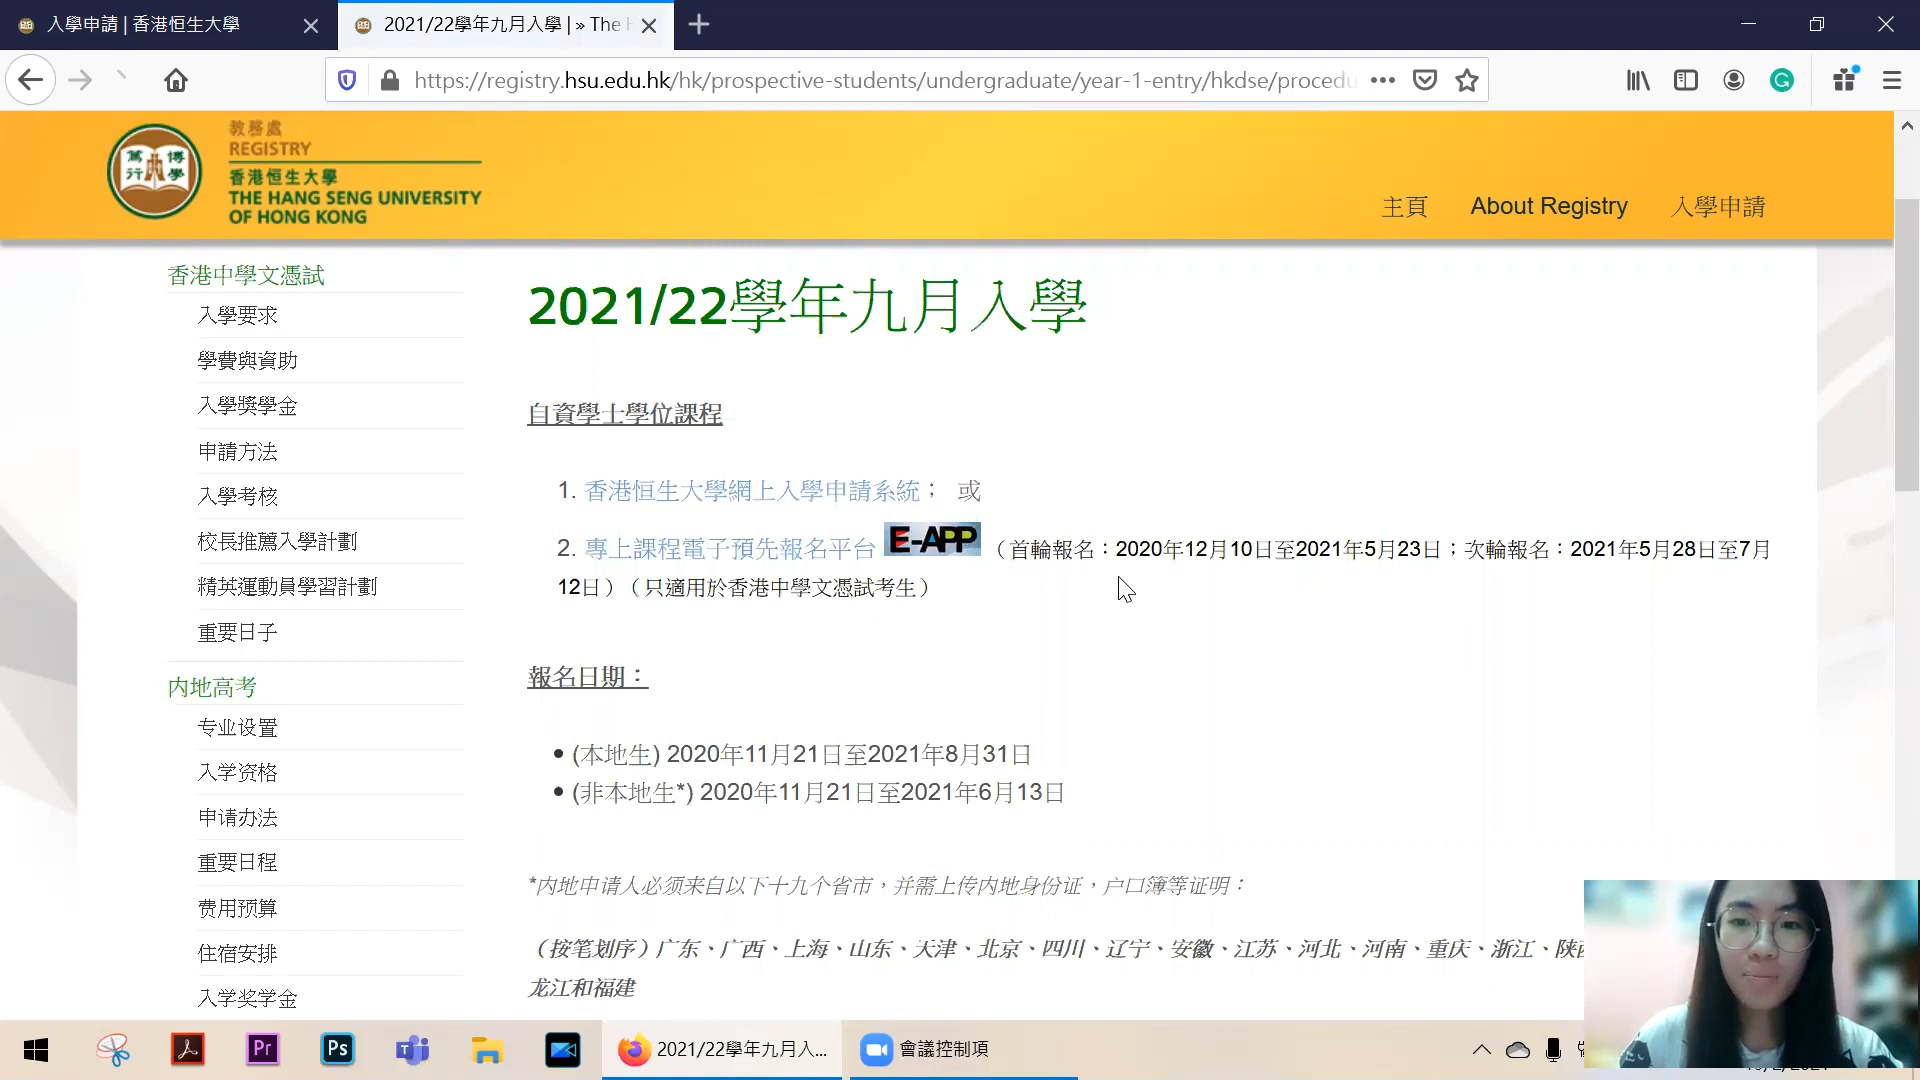 入學申請 | 香港恒生大學
2021/22學年九月入學 | » The H
https://registry.hsu.edu.hk/hk/prospective-students/undergraduate/year-1-entry/hkdse/procedu
教務處
REGISTRY
香港恒生大學
THE HANG SENG UNIVERSITY
OF HONG KONG
博學
篤行
主頁 About Registry 入學申請
香港中學文憑試
入學要求
學費與資助
入學獎學金
申請方法
入學考核
校長推薦入學計劃
精英運動員學習計劃
重要日子
内地高考
专业设置
入学资格
申请办法
重要日程
费用预算
住宿安排
入学奖学金
2021/22學年九月入學
自資學士學位課程
1. 香港恒生大學網上入學申請系統； 或
2. 專上課程電子預先報名平台 E-APP （首輪報名：2020年12月10日至2021年5月23日；次輪報名：2021年5月28日至7月
12日）（只適用於香港中學文憑試考生）
報名日期：
• (本地生) 2020年11月21日至2021年8月31日
• (非本地生*) 2020年11月21日至2021年6月13日
*内地申请人必须来自以下十九个省市，并需上传内地身份证，户口簿等证明：
（按笔划序）广东、广西、上海、山东、天津、北京、四川、辽宁、安徽、江苏、河北、河南、重庆、浙江、陕
龙江和福建
Pr
Ps
2021/22學年九月入...
會議控制項